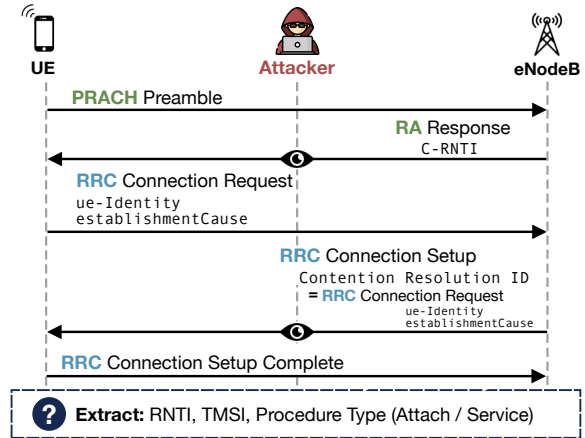 UE
Attacker
eNodeB
PRACH Preamble
RA Response
C-RNTI
RRC Connection Request
ue-Identity
establishmentCause
RRC Connection Setup
Contention Resolution ID
= RRC Connection Request
ue-Identity
establishmentCause
RRC Connection Setup Complete
? Extract: RNTI, TMSI, Procedure Type (Attach / Service)